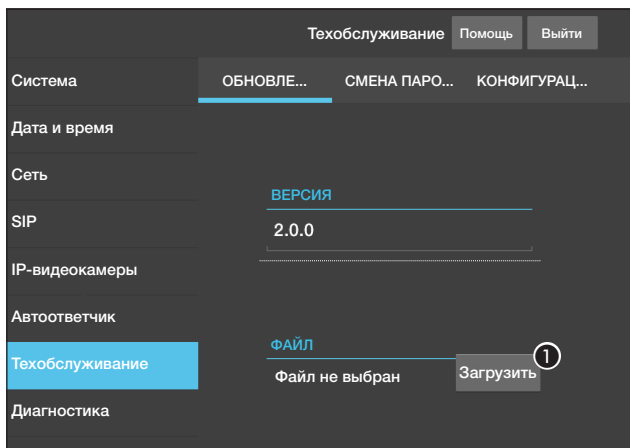 Техобслуживание Помощь Выйти
Система
ОБНОВЛЕ... СМЕНА ПАРО... КОНФИГУРАЦ...
Дата и время
Сеть
SIP
IP-видеокамеры
Автоответчик
Техобслуживание
Диагностика
ВЕРСИЯ
2.0.0
ФАЙЛ
Файл не выбран Загрузить
1